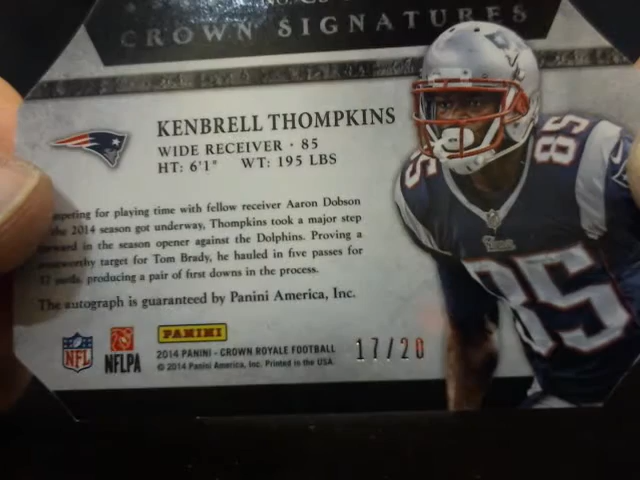 NO. CS
CROWN SIGNATURES
KENBRELL THOMPKINS
WIDE RECEIVER · 85
HT: 6'1" WT: 195 LBS
for playing time with fellow receiver Aaron Dobson
the 2014 season got underway, Thompkins took a major step
in the season opener against the Dolphins. Proving a
target for Tom Brady, he hauled in five passes for
yards, producing a pair of first downs in the process.
The autograph is guaranteed by Panini America, Inc.
NFL
NFLPA
PANINI
2014 PANINI - CROWN ROYALE FOOTBALL
© 2014 Panini America, Inc. Printed in the USA.
17/20
85
85
85